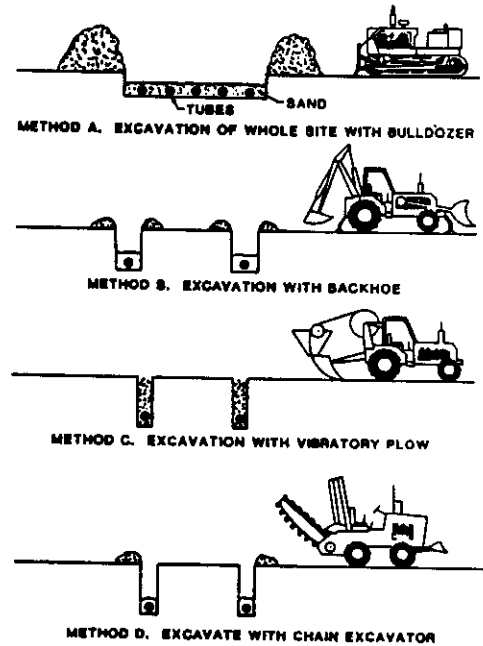 TUBES
SAND
METHOD A. EXCAVATION OF WHOLE SITE WITH BULLDOZER
METHOD B. EXCAVATION WITH BACKHOE
METHOD C. EXCAVATION WITH VIBRATORY PLOW
METHOD D. EXCAVATE WITH CHAIN EXCAVATOR